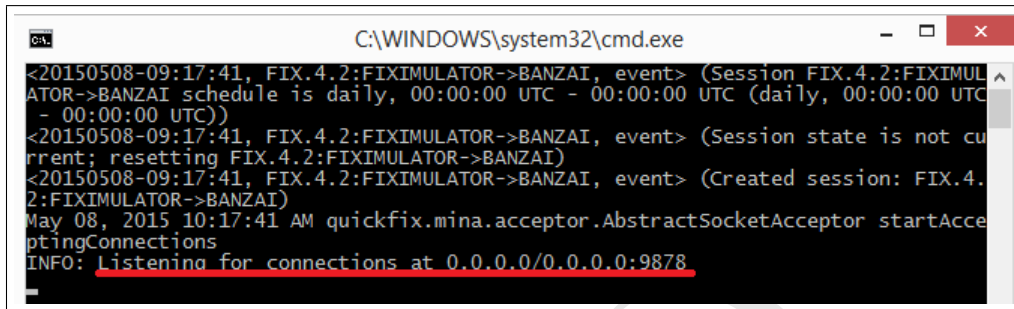 C:\WINDOWS\system32\cmd.exe
<20150508-09:17:41, FIX.4.2:FIXIMULATOR->BANZAI, event> (Session FIX.4.2:FIXIMUL
ATOR->BANZAI schedule is daily, 00:00:00 UTC - 00:00:00 UTC (daily, 00:00:00 UTC
 - 00:00:00 UTC))
<20150508-09:17:41, FIX.4.2:FIXIMULATOR->BANZAI, event> (Session state is not cu
rrent; resetting FIX.4.2:FIXIMULATOR->BANZAI)
<20150508-09:17:41, FIX.4.2:FIXIMULATOR->BANZAI, event> (Created session: FIX.4.
2:FIXIMULATOR->BANZAI)
May 08, 2015 10:17:41 AM quickfix.mina.acceptor.AbstractSocketAcceptor startAcce
ptingConnections
INFO: Listening for connections at 0.0.0.0/0.0.0.0:9878